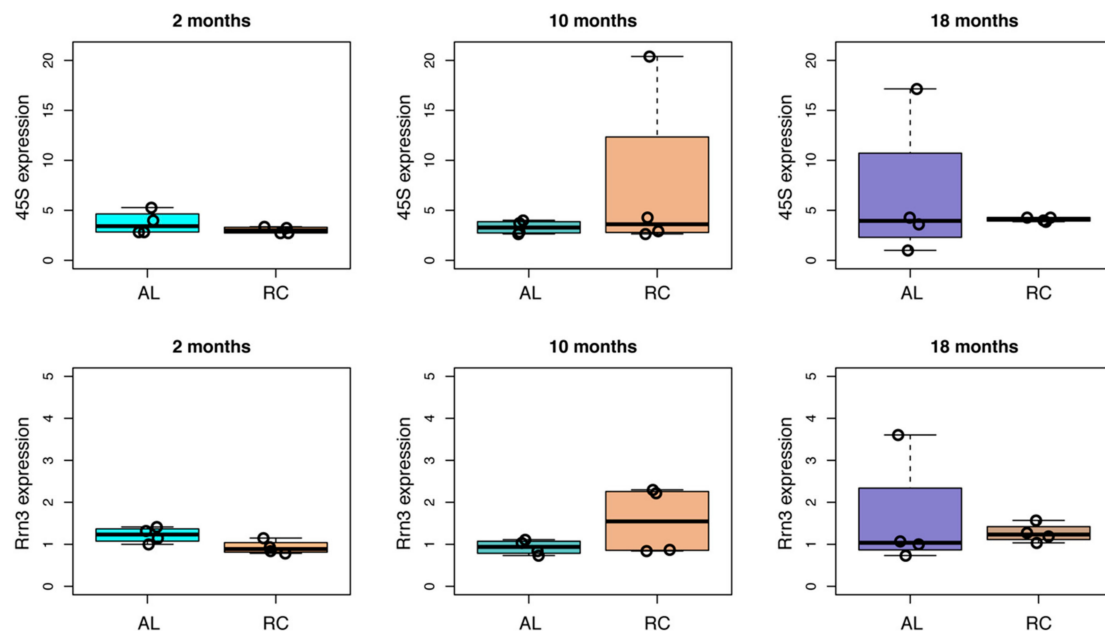 2 months
10 months
18 months
45S expression
20
15
10
5
0
AL
RC
45S expression
20
15
10
5
0
AL
RC
45S expression
20
15
10
5
0
AL
RC
2 months
10 months
18 months
Rrn3 expression
5
4
3
2
1
0
AL
RC
Rrn3 expression
5
4
3
2
1
0
AL
RC
Rrn3 expression
5
4
3
2
1
0
AL
RC